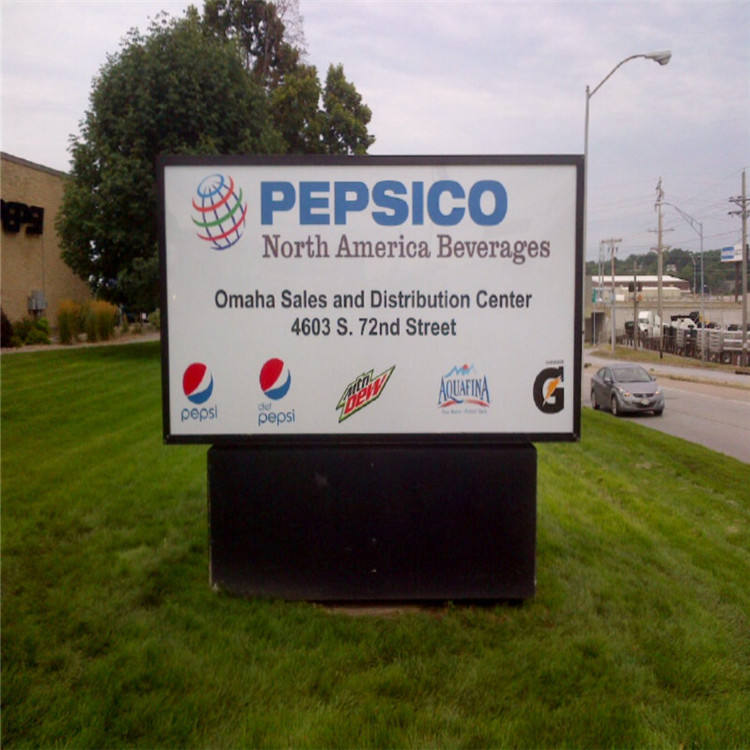 PEPSICO
North America Beverages
Omaha Sales and Distribution Center
4603 S. 72nd Street
pepsi
diet
pepsi
mtn
DEW
AQUAFINA
G